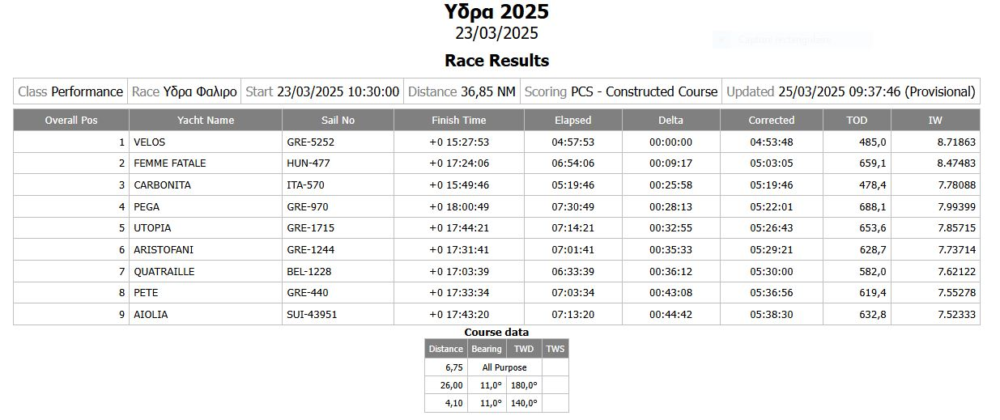 Υδρα 2025
23/03/2025
Race Results
Class Performance Race Υδρα Φαλιρο Start 23/03/2025 10:30:00 Distance 36,85 NM Scoring PCS - Constructed Course Updated 25/03/2025 09:37:46 (Provisional)
Overall Pos Yacht Name Sail No Finish Time Elapsed Delta Corrected TOD IW
1 VELOS GRE-5252 +0 15:27:53 04:57:53 00:00:00 04:53:48 485,0 8.71863
2 FEMME FATALE HUN-477 +0 17:24:06 06:54:06 00:09:17 05:03:05 659,1 8.47483
3 CARBONITA ITA-570 +0 15:49:46 05:19:46 00:25:58 05:19:46 478,4 7.78088
4 PEGA GRE-970 +0 18:00:49 07:30:49 00:28:13 05:22:01 688,1 7.99399
5 UTOPIA GRE-1715 +0 17:44:21 07:14:21 00:32:55 05:26:43 653,6 7.85715
6 ARISTOFANI GRE-1244 +0 17:31:41 07:01:41 00:35:33 05:29:21 628,7 7.73714
7 QUATRAILLE BEL-1228 +0 17:03:39 06:33:39 00:36:12 05:30:00 582,0 7.62122
8 PETE GRE-440 +0 17:33:34 07:03:34 00:43:08 05:36:56 619,4 7.55278
9 AIOLIA SUI-43951 +0 17:43:20 07:13:20 00:44:42 05:38:30 632,8 7.52333
Course data
Distance Bearing TWD TWS
6,75 All Purpose
26,00 11,0° 180,0°
4,10 11,0° 140,0°